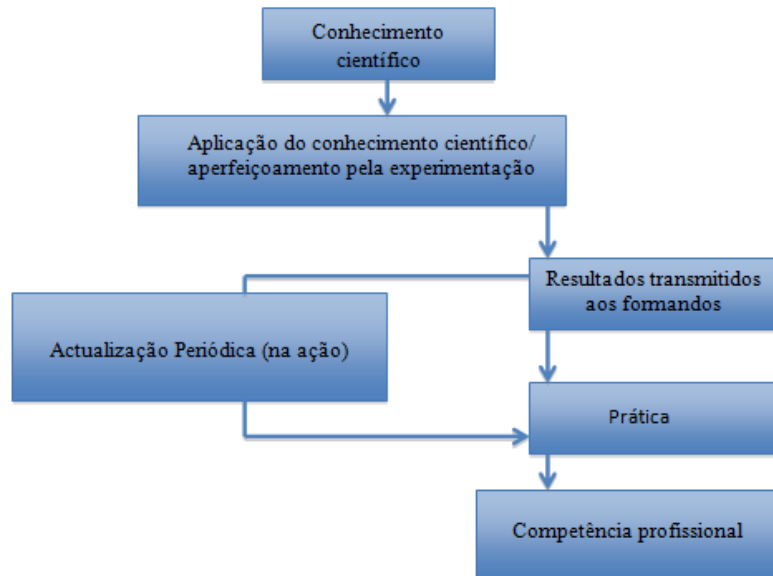 Conhecimento
científico
Aplicação do conhecimento científico/
aperfeiçoamento pela experimentação
Resultados transmitidos
aos formandos
Actualização Periódica (na ação)
Prática
Competência profissional